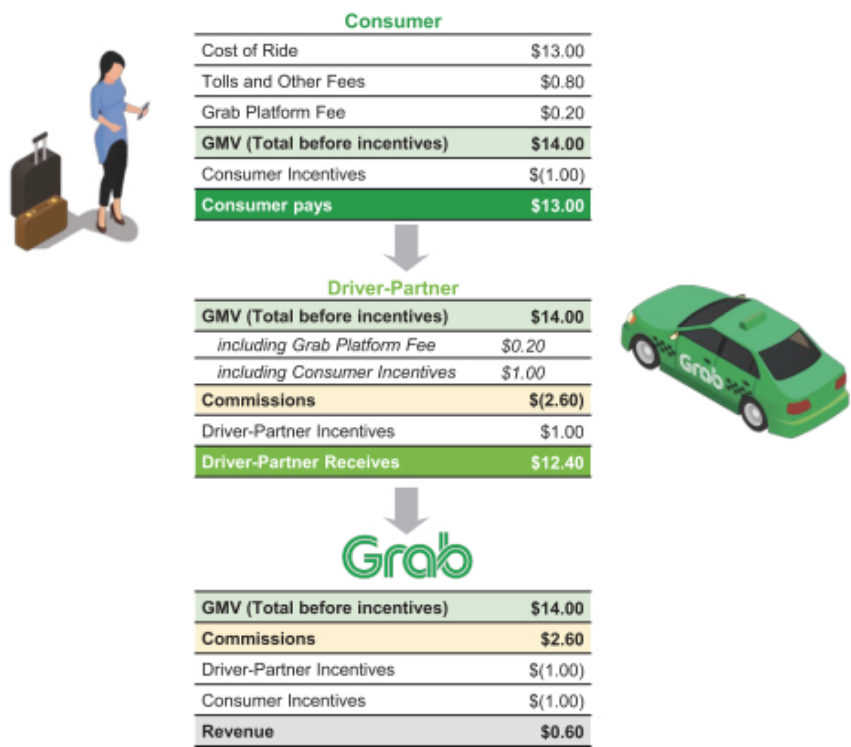 Consumer
Cost of Ride $13.00
Tolls and Other Fees $0.80
Grab Platform Fee $0.20
GMV (Total before incentives) $14.00
Consumer Incentives $(1.00)
Consumer pays $13.00
Driver-Partner
GMV (Total before incentives) $14.00
including Grab Platform Fee $0.20
including Consumer Incentives $1.00
Commissions $(2.60)
Driver-Partner Incentives $1.00
Driver-Partner Receives $12.40
Grab
Grab
GMV (Total before incentives) $14.00
Commissions $2.60
Driver-Partner Incentives $(1.00)
Consumer Incentives $(1.00)
Revenue $0.60